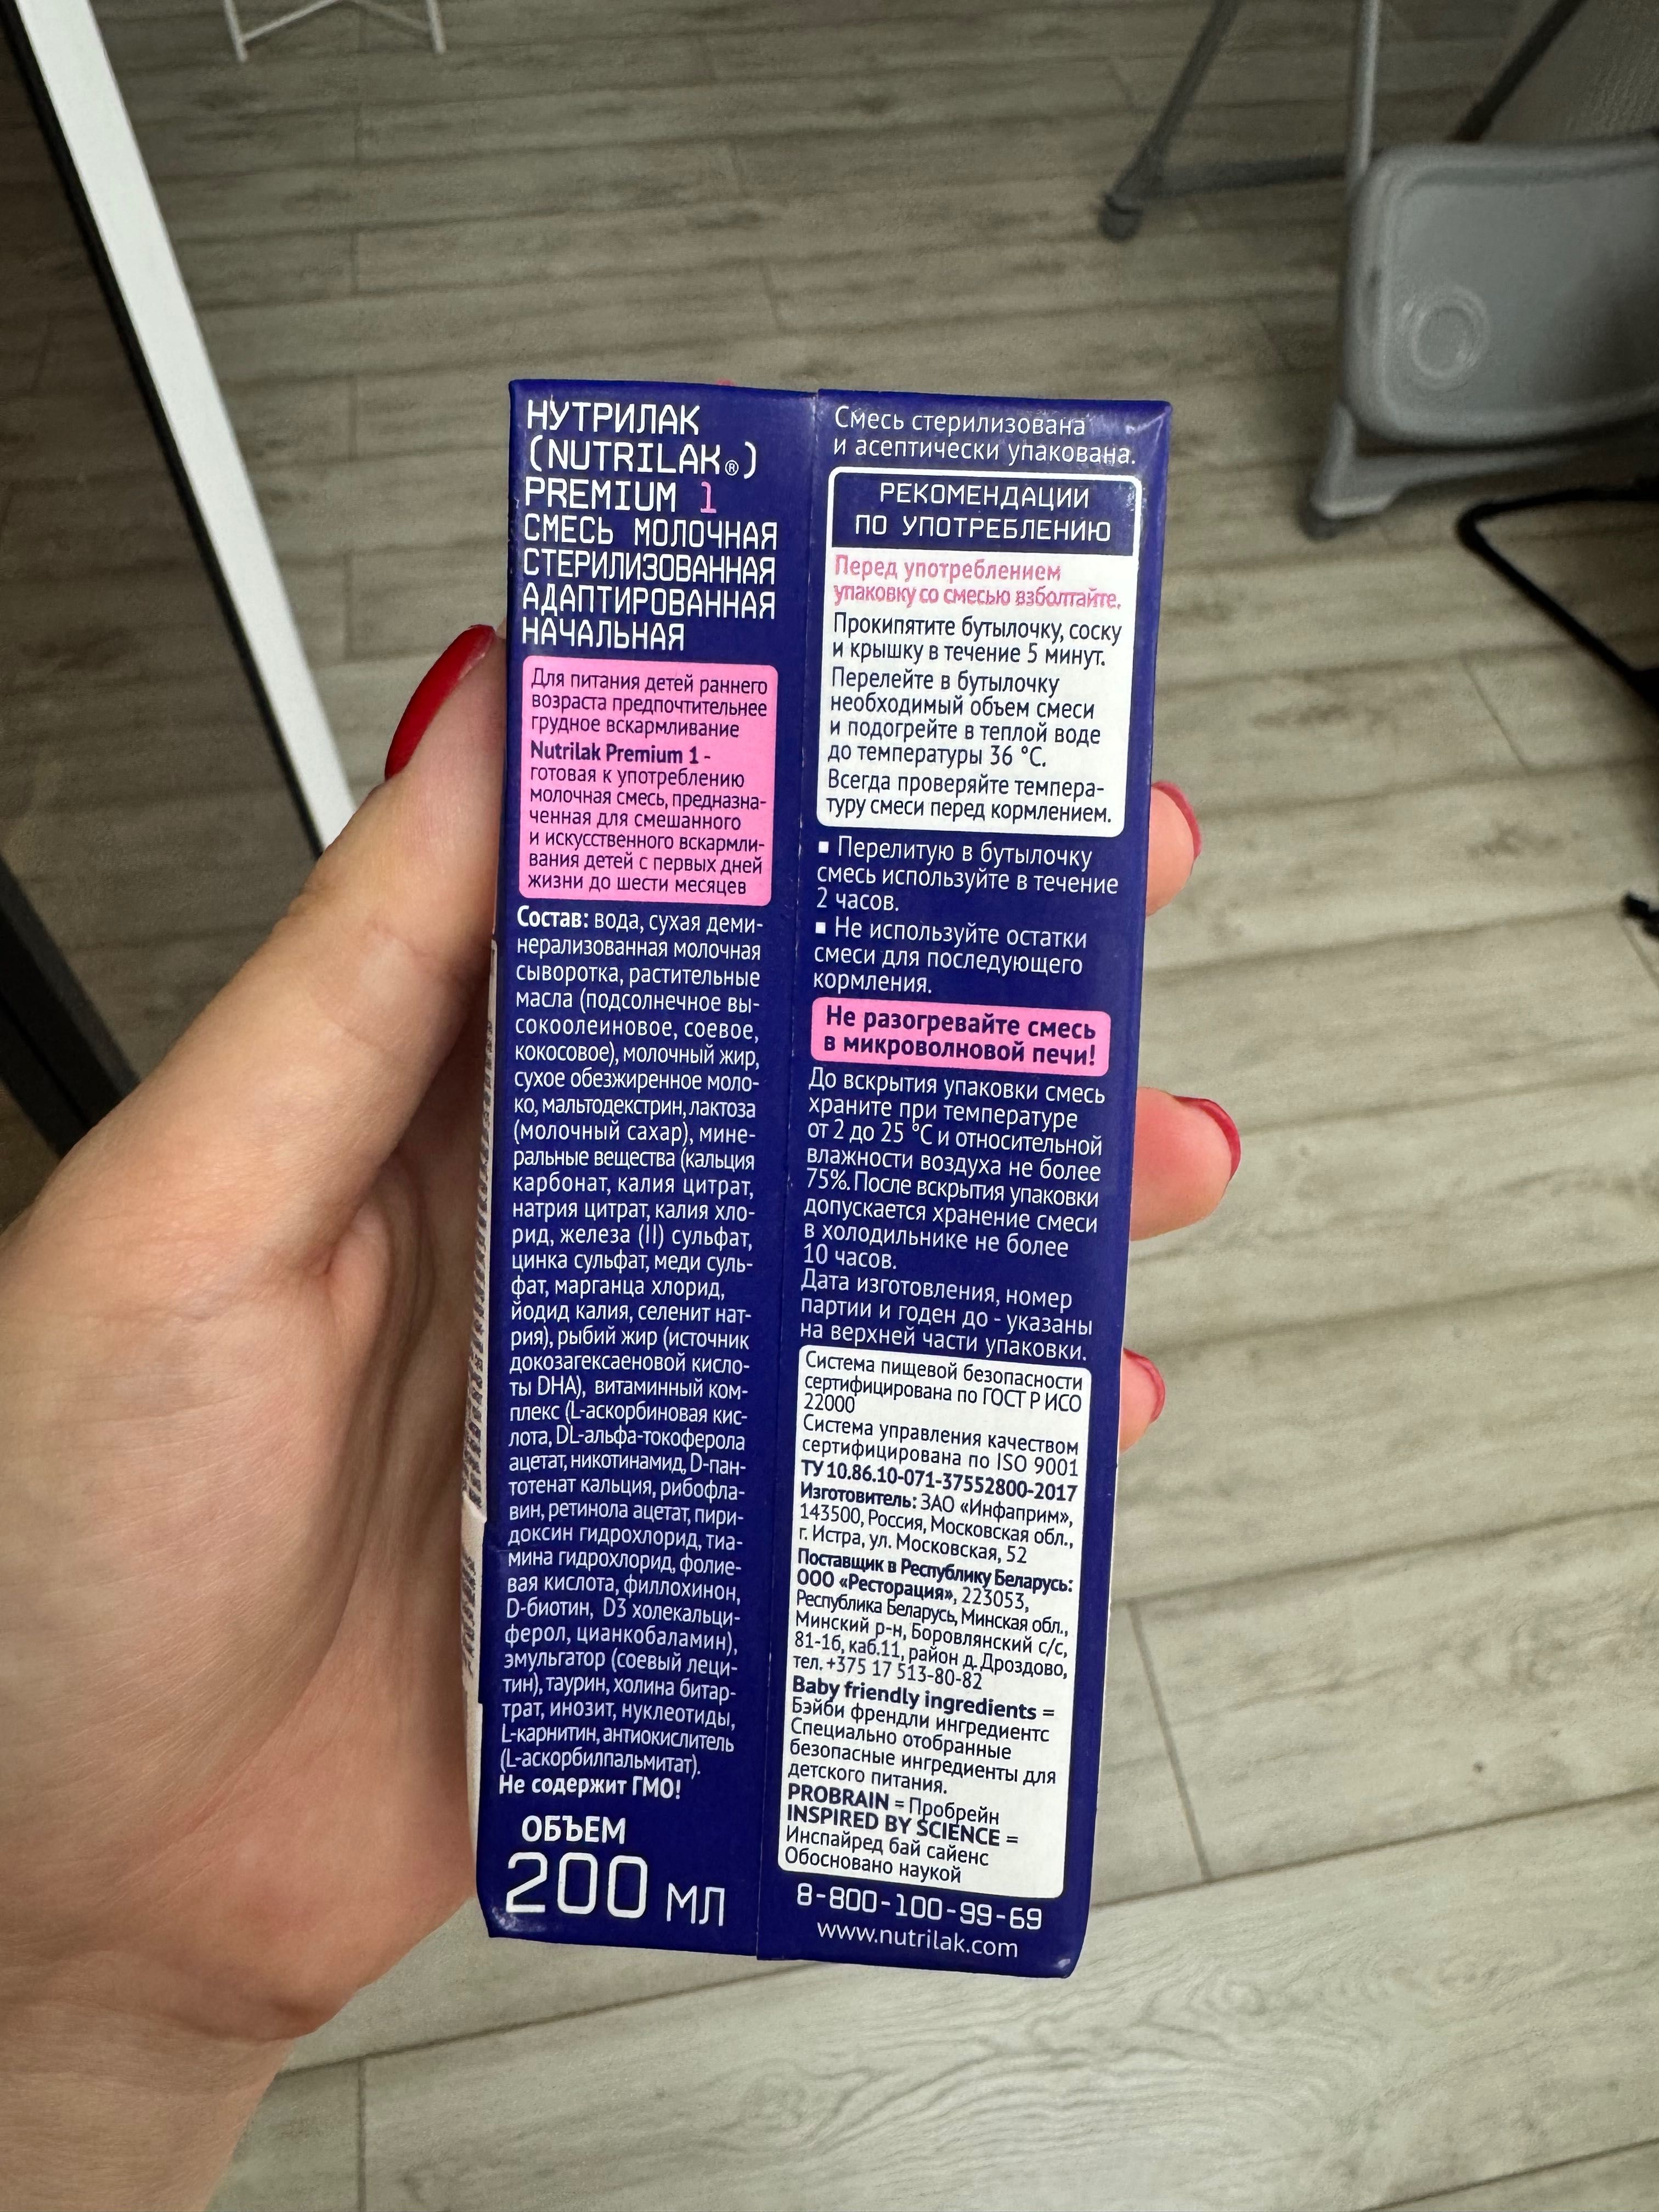 НУТРИЛАК
(NUTRILAK®)
PREMIUM 1
СМЕСЬ МОЛОЧНАЯ
СТЕРИЛИЗОВАННАЯ
АДАПТИРОВАННАЯ
НАЧАЛЬНАЯ
Для питания детей раннего
возраста предпочтительнее
грудное вскармливание
Nutrilak Premium 1 -
готовая к употреблению
молочная смесь, предназна-
ченная для смешанного
и искусственного вскармли-
вания детей с первых дней
жизни до шести месяцев
Состав: вода, сухая деми-
нерализованная молочная
сыворотка, растительные
масла (подсолнечное вы-
сокоолеиновое, соевое,
кокосовое), молочный жир,
сухое обезжиренное моло-
ко, мальтодекстрин, лактоза
(молочный сахар), мине-
ральные вещества (кальция
карбонат, калия цитрат,
натрия цитрат, калия хло-
рид, железа (II) сульфат,
цинка сульфат, меди суль-
фат, марганца хлорид,
йодид калия, селенит нат-
рия), рыбий жир (источник
докозагексаеновой кисло-
ты DHA), витаминный ком-
плекс (L-аскорбиновая кис-
лота, DL-альфа-токоферола
ацетат, никотинамид, D-пан-
тотенат кальция, рибофла-
вин, ретинола ацетат, пири-
доксин гидрохлорид, тиа-
мина гидрохлорид, фолие-
вая кислота, филлохинон,
D-биотин, D3 холекальци-
ферол, цианкобаламин),
эмульгатор (соевый леци-
тин), таурин, холина битар-
трат, инозит, нуклеотиды,
L-карнитин, антиокислитель
(L-аскорбилпальмитат).
Не содержит ГМО!
ОБЪЕМ
200 МЛ
Смесь стерилизована
и асептически упакована.
РЕКОМЕНДАЦИИ
ПО УПОТРЕБЛЕНИЮ
Перед употреблением
упаковку со смесью взболтайте.
Прокипятите бутылочку, соску
и крышку в течение 5 минут.
Перелейте в бутылочку
необходимый объем смеси
и подогрейте в теплой воде
до температуры 36 °С.
Всегда проверяйте темпера-
туру смеси перед кормлением.
▪ Перелитую в бутылочку
смесь используйте в течение
2 часов.
▪ Не используйте остатки
смеси для последующего
кормления.
Не разогревайте смесь
в микроволновой печи!
До вскрытия упаковки смесь
храните при температуре
от 2 до 25 °С и относительной
влажности воздуха не более
75%. После вскрытия упаковки
допускается хранение смеси
в холодильнике не более
10 часов.
Дата изготовления, номер
партии и годен до - указаны
на верхней части упаковки.
Система пищевой безопасности
сертифицирована по ГОСТ Р ИСО
22000
Система управления качеством
сертифицирована по ISO 9001
ТУ 10.86.10-071-37552800-2017
Изготовитель: ЗАО «Инфаприм»,
143500, Россия, Московская обл.,
г. Истра, ул. Московская, 52
Поставщик в Республику Беларусь:
ООО «Ресторация», 223053,
Республика Беларусь, Минская обл.,
Минский р-н, Боровлянский с/с,
81-1б, каб.11, район д. Дроздово,
тел. +375 17 513-80-82
Baby friendly ingredients =
Бэйби френдли ингредиентс
Специально отобранные
безопасные ингредиенты для
детского питания.
PROBRAIN = Пробрейн
INSPIRED BY SCIENCE =
Инспайред бай сайенс
Обосновано наукой
8-800-100-99-69
www.nutrilak.com